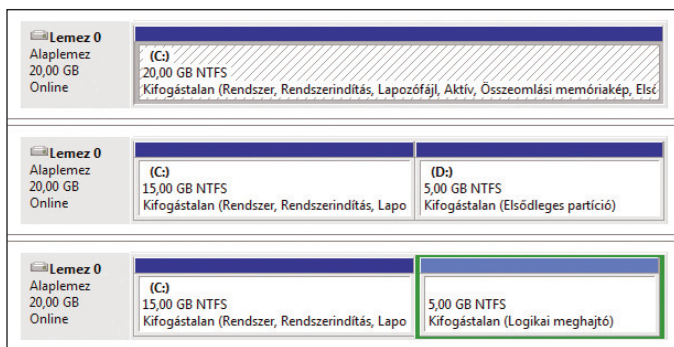 Lemez 0
Alaplemez
20,00 GB
Online
(C:)
20,00 GB NTFS
Kifogástalan (Rendszer, Rendszerindítás, Lapozófájl, Aktív, Összeomlási memóriakép, Elsć
Lemez 0
Alaplemez
20,00 GB
Online
(C:)
15,00 GB NTFS
Kifogástalan (Rendszer, Rendszerindítás, Lapo
(D:)
5,00 GB NTFS
Kifogástalan (Elsődleges partíció)
Lemez 0
Alaplemez
20,00 GB
Online
(C:)
15,00 GB NTFS
Kifogástalan (Rendszer, Rendszerindítás, Lapo
5,00 GB NTFS
Kifogástalan (Logikai meghajtó)